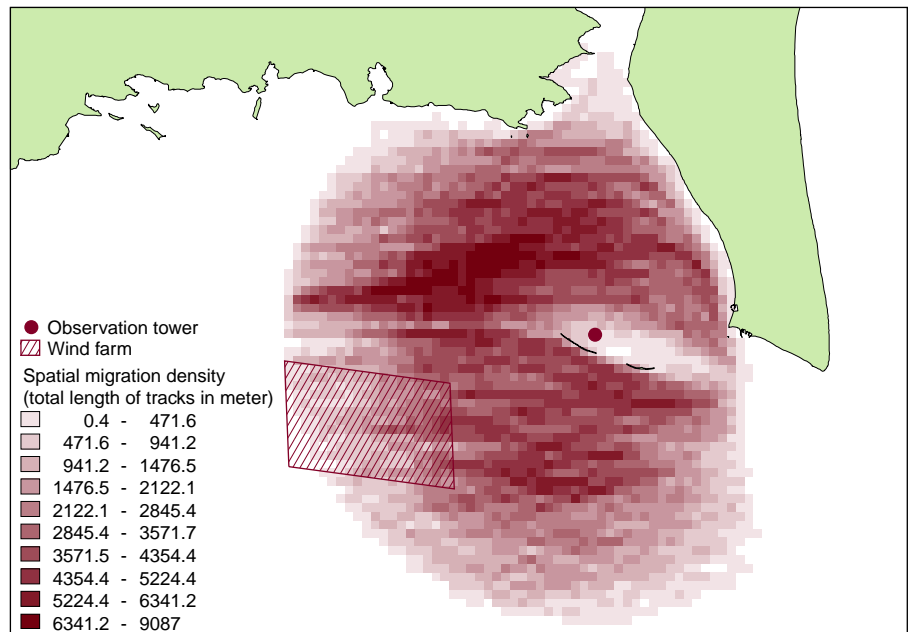 Observation tower
Wind farm
Spatial migration density
(total length of tracks in meter)
0.4 - 471.6
471.6 - 941.2
941.2 - 1476.5
1476.5 - 2122.1
2122.1 - 2845.4
2845.4 - 3571.7
3571.5 - 4354.4
4354.4 - 5224.4
5224.4 - 6341.2
6341.2 - 9087